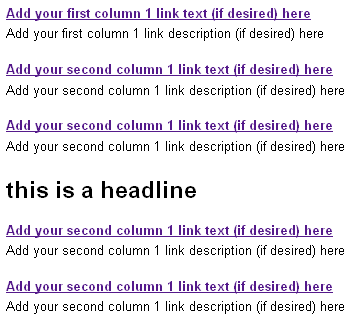 Add your first column 1 link text (if desired) here
Add your first column 1 link description (if desired) here
Add your second column 1 link text (if desired) here
Add your second column 1 link description (if desired) here
Add your second column 1 link text (if desired) here
Add your second column 1 link description (if desired) here
this is a headline
Add your second column 1 link text (if desired) here
Add your second column 1 link description (if desired) here
Add your second column 1 link text (if desired) here
Add your second column 1 link description (if desired) here